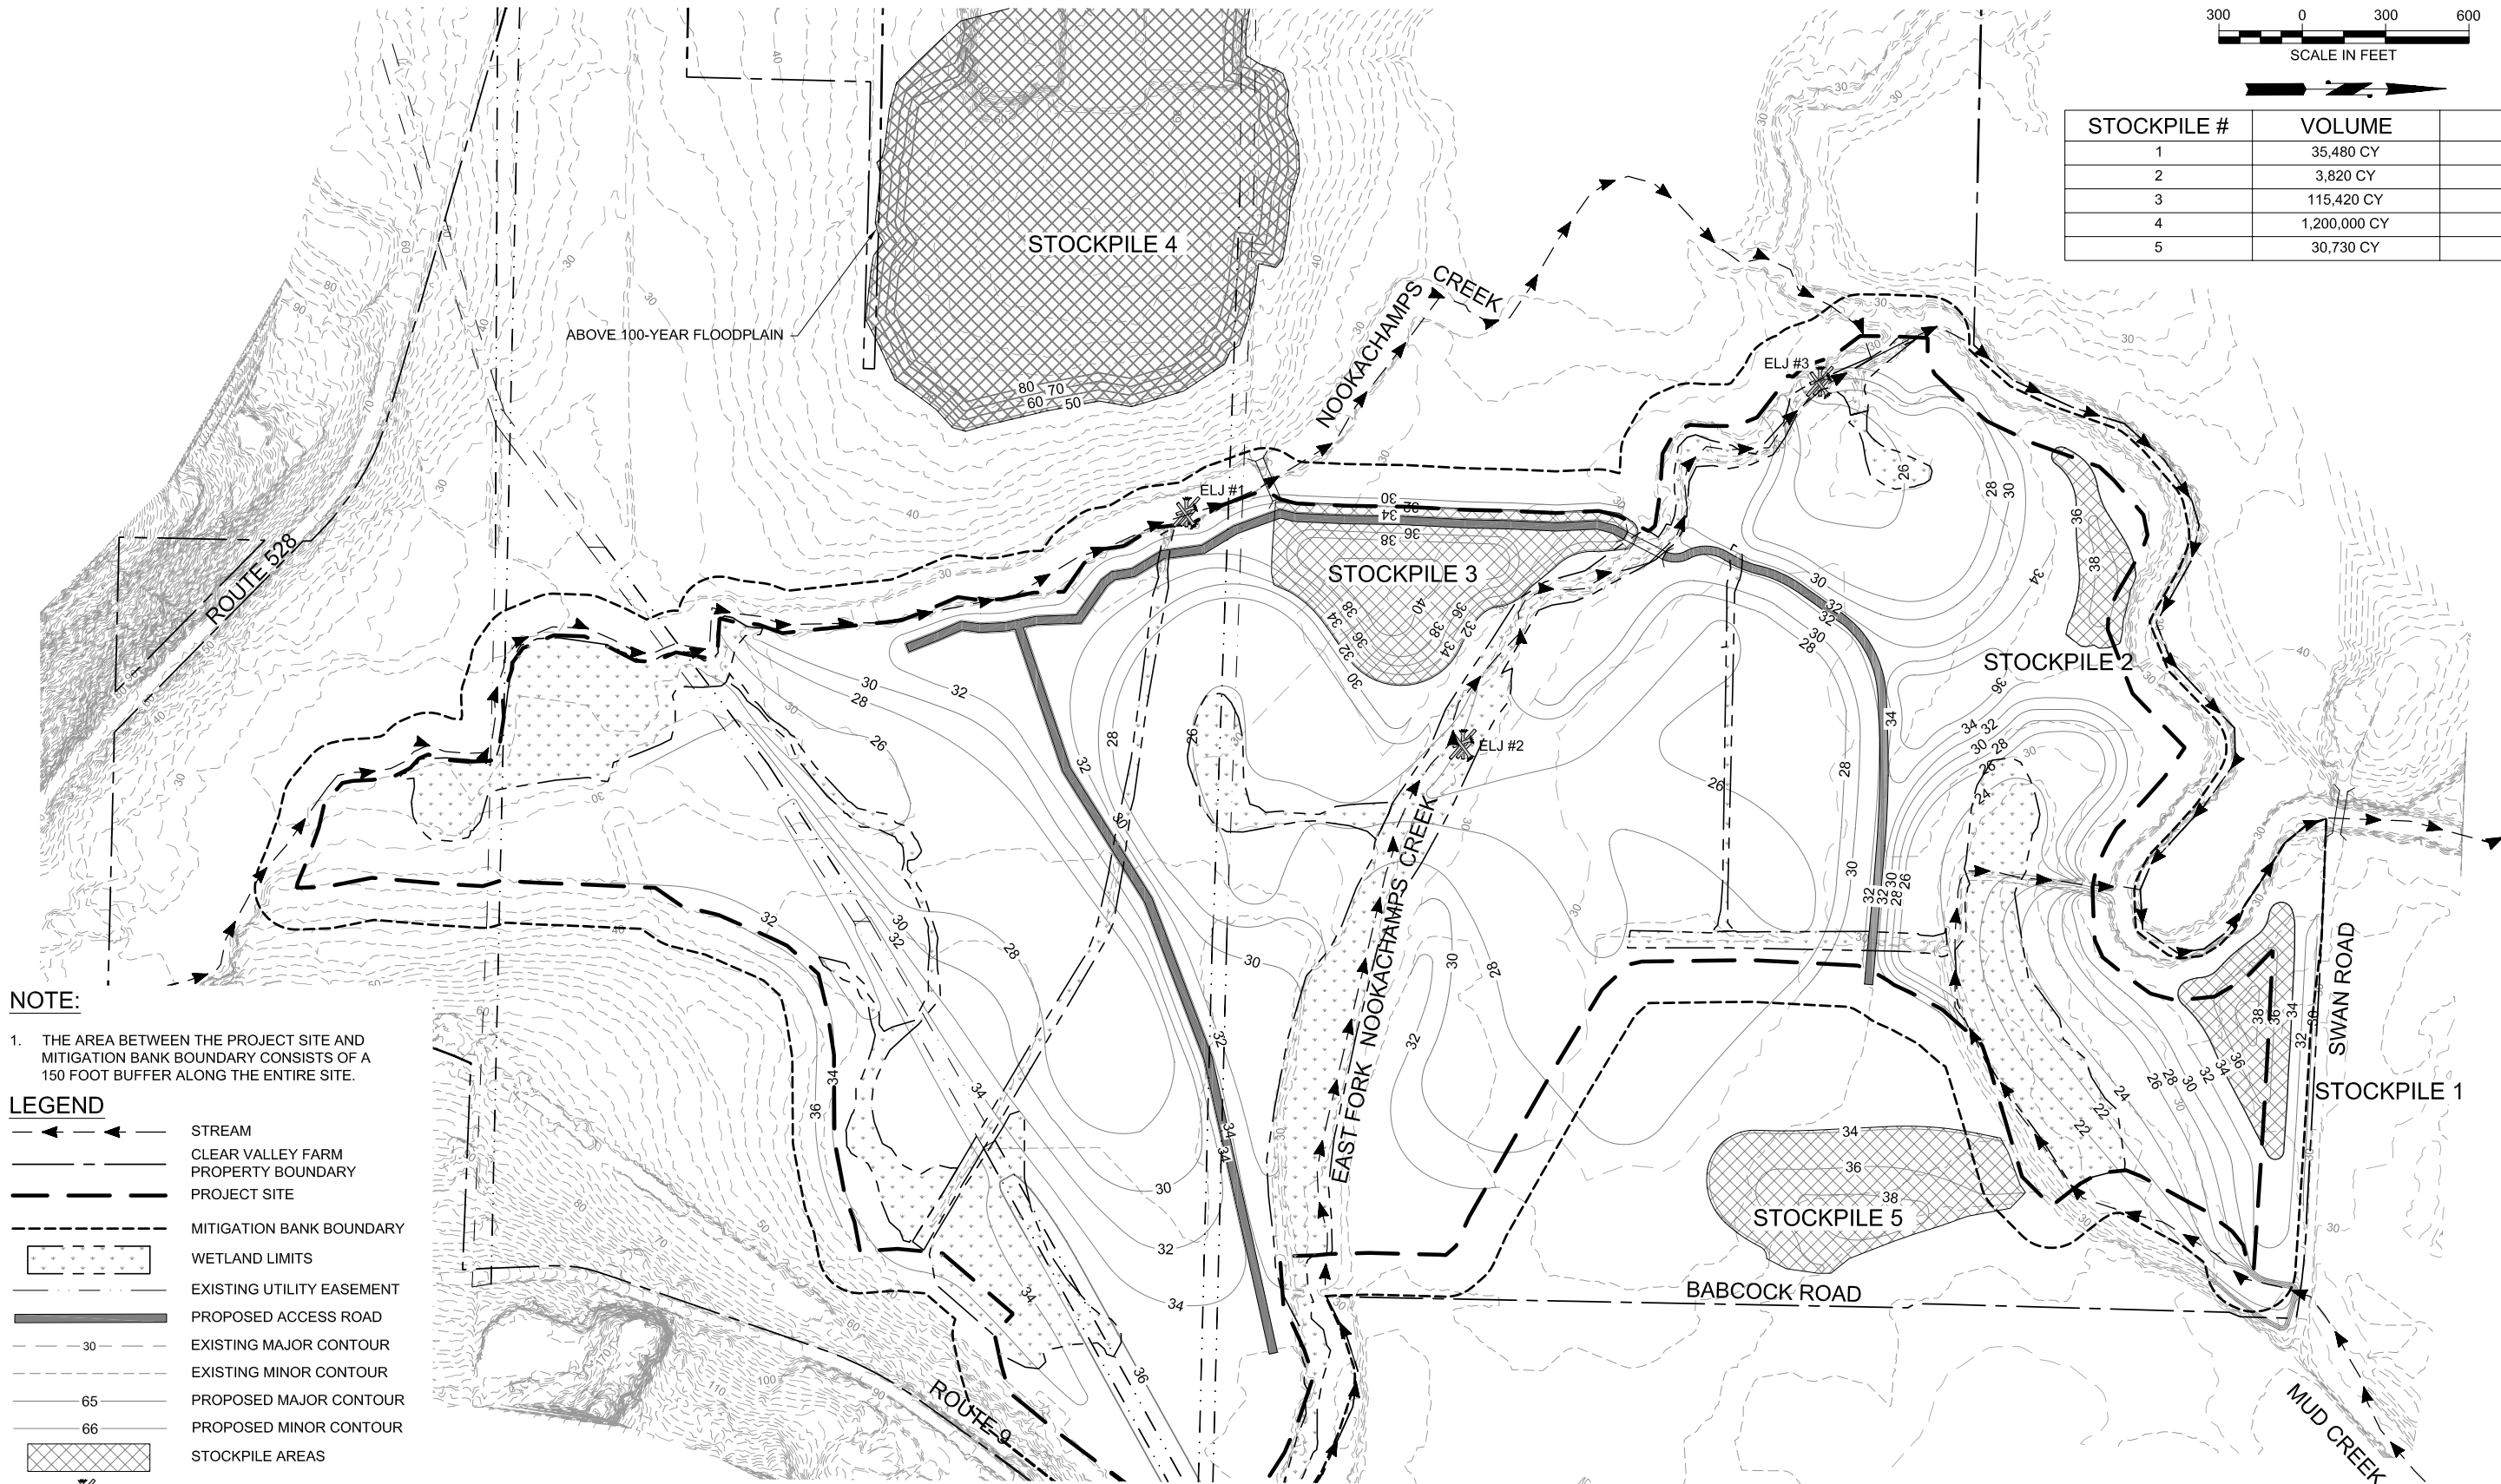 300 0 300 600
SCALE IN FEET
STOCKPILE # VOLUME
1 35,480 CY
2 3,820 CY
3 115,420 CY
4 1,200,000 CY
5 30,730 CY
STOCKPILE 4
ABOVE 100-YEAR FLOODPLAIN
80 70
60 50
NOOKACHAMPS CREEK
ELJ #3
ELJ #1
ROUTE 528
STOCKPILE 3
STOCKPILE 2
ELJ #2
EAST FORK NOOKACHAMPS CREEK
SWAN ROAD
STOCKPILE 1
STOCKPILE 5
BABCOCK ROAD
MUD CREEK
ROUTE 9
NOTE:
1. THE AREA BETWEEN THE PROJECT SITE AND
MITIGATION BANK BOUNDARY CONSISTS OF A
150 FOOT BUFFER ALONG THE ENTIRE SITE.
LEGEND
STREAM
CLEAR VALLEY FARM
PROPERTY BOUNDARY
PROJECT SITE
MITIGATION BANK BOUNDARY
WETLAND LIMITS
EXISTING UTILITY EASEMENT
PROPOSED ACCESS ROAD
30 EXISTING MAJOR CONTOUR
EXISTING MINOR CONTOUR
65 PROPOSED MAJOR CONTOUR
66 PROPOSED MINOR CONTOUR
STOCKPILE AREAS